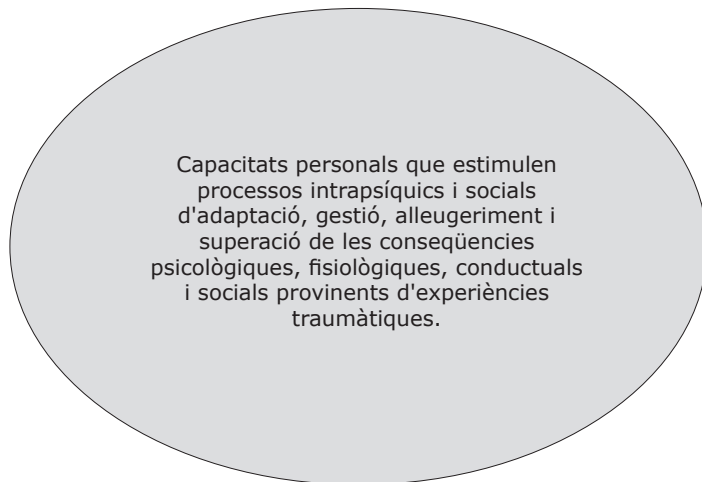 Capacitats personals que estimulen
processos intrapsíquics i socials
d'adaptació, gestió, alleugeriment i
superació de les conseqüències
psicològiques, fisiològiques, conductuals
i socials provinents d'experiències
traumàtiques.